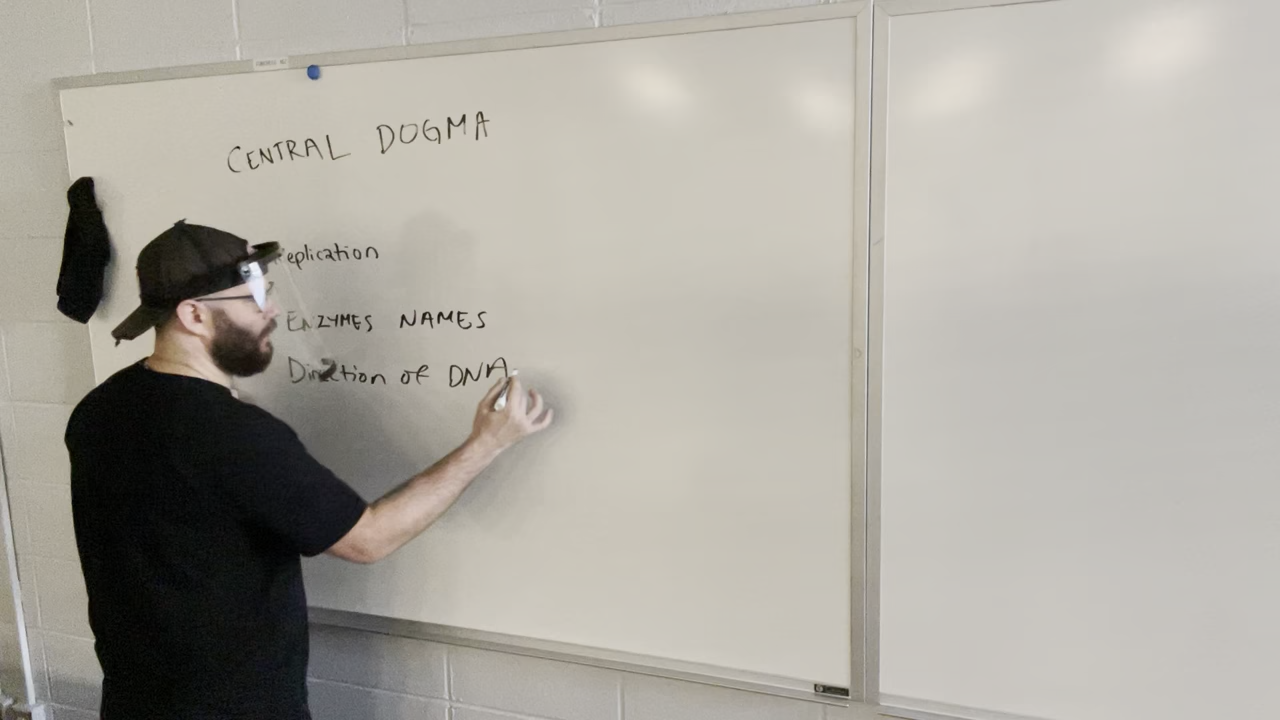 CENTRAL DOGMA
eplication
ENZYMES NAMES
Direction of DNA